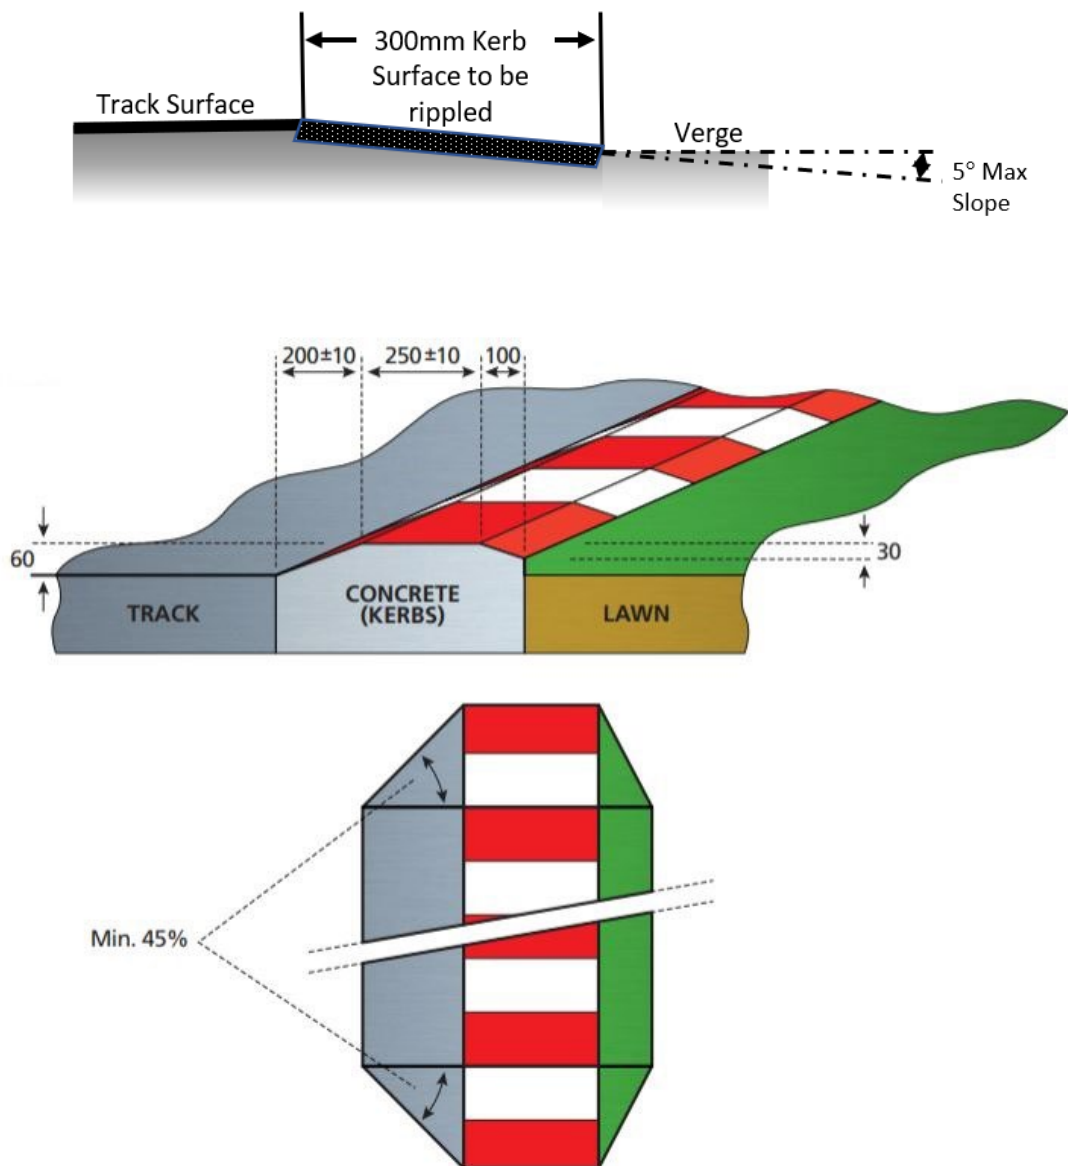 300mm Kerb
Surface to be
rippled
Track Surface
Verge
5° Max
Slope
200±10 250±10 100
60
30
CONCRETE
(KERBS)
TRACK
LAWN
Min. 45%